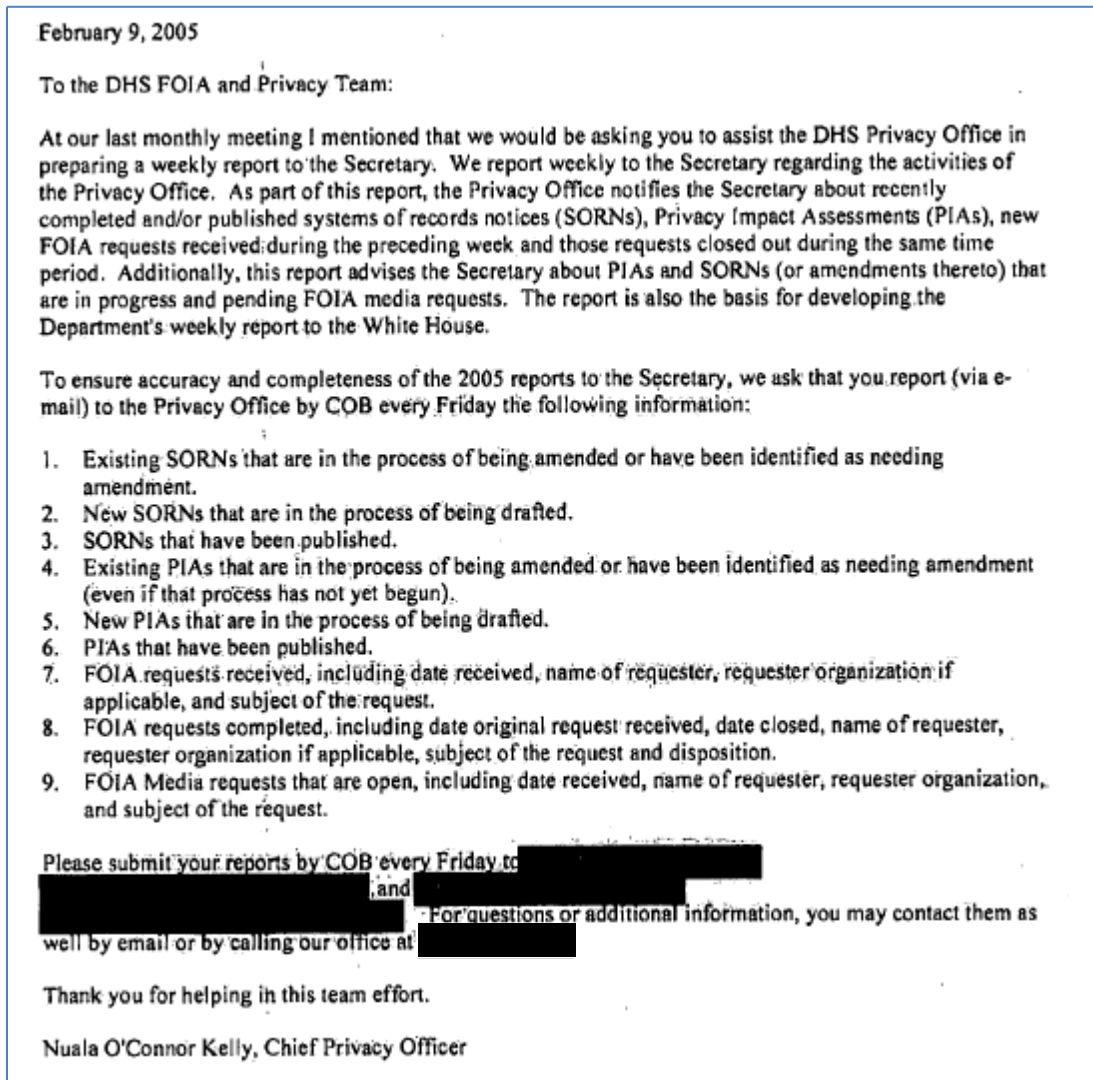 February 9, 2005
To the DHS FOIA and Privacy Team:
At our last monthly meeting I mentioned that we would be asking you to assist the DHS Privacy Office in
preparing a weekly report to the Secretary. We report weekly to the Secretary regarding the activities of
the Privacy Office. As part of this report, the Privacy Office notifies the Secretary about recently
completed and/or published systems of records notices (SORNs), Privacy Impact Assessments (PIAs), new
FOIA requests received during the preceding week and those requests closed out during the same time
period. Additionally, this report advises the Secretary about PIAs and SORNs (or amendments thereto) that
are in progress and pending FOIA media requests. The report is also the basis for developing the
Department's weekly report to the White House.
To ensure accuracy and completeness of the 2005 reports to the Secretary, we ask that you report (via e-
mail) to the Privacy Office by COB every Friday the following information:
1. Existing SORNs that are in the process of being amended or have been identified as needing
amendment.
2. New SORNs that are in the process of being drafted.
3. SORNs that have been published.
4. Existing PIAs that are in the process of being amended or have been identified as needing amendment
(even if that process has not yet begun).
5. New PIAs that are in the process of being drafted.
6. PIAs that have been published.
7. FOIA requests received, including date received, name of requester, requester organization if
applicable, and subject of the request.
8. FOIA requests completed, including date original request received, date closed, name of requester,
requester organization if applicable, subject of the request and disposition.
9. FOIA Media requests that are open, including date received, name of requester, requester organization,
and subject of the request.
Please submit your reports by COB every Friday to
, and
For questions or additional information, you may contact them as
well by email or by calling our office at
Thank you for helping in this team effort.
Nuala O'Connor Kelly, Chief Privacy Officer